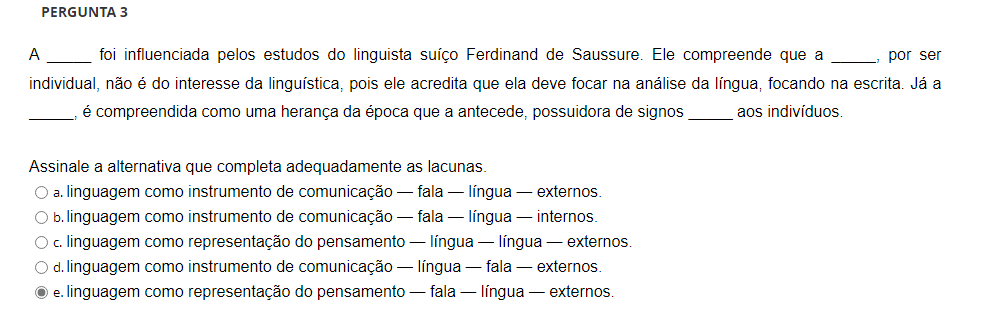 PERGUNTA 3
A _____ foi influenciada pelos estudos do linguista suíço Ferdinand de Saussure. Ele compreende que a _____, por ser
individual, não é do interesse da linguística, pois ele acredita que ela deve focar na análise da língua, focando na escrita. Já a
_____, é compreendida como uma herança da época que a antecede, possuidora de signos _____ aos indivíduos.
Assinale a alternativa que completa adequadamente as lacunas.
a. linguagem como instrumento de comunicação — fala — língua — externos.
b. linguagem como instrumento de comunicação — fala — língua — internos.
c. linguagem como representação do pensamento — língua — língua — externos.
d. linguagem como instrumento de comunicação — língua — fala — externos.
e. linguagem como representação do pensamento — fala — língua — externos.